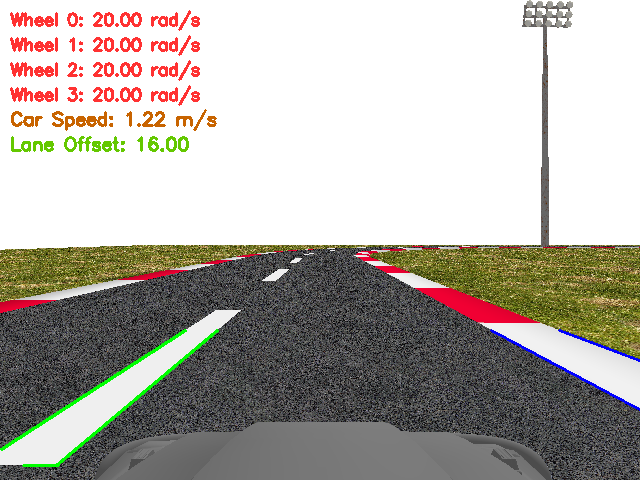 Wheel 0: 20.00 rad/s
Wheel 1: 20.00 rad/s
Wheel 2: 20.00 rad/s
Wheel 3: 20.00 rad/s
Car Speed: 1.22 m/s
Lane Offset: 16.00